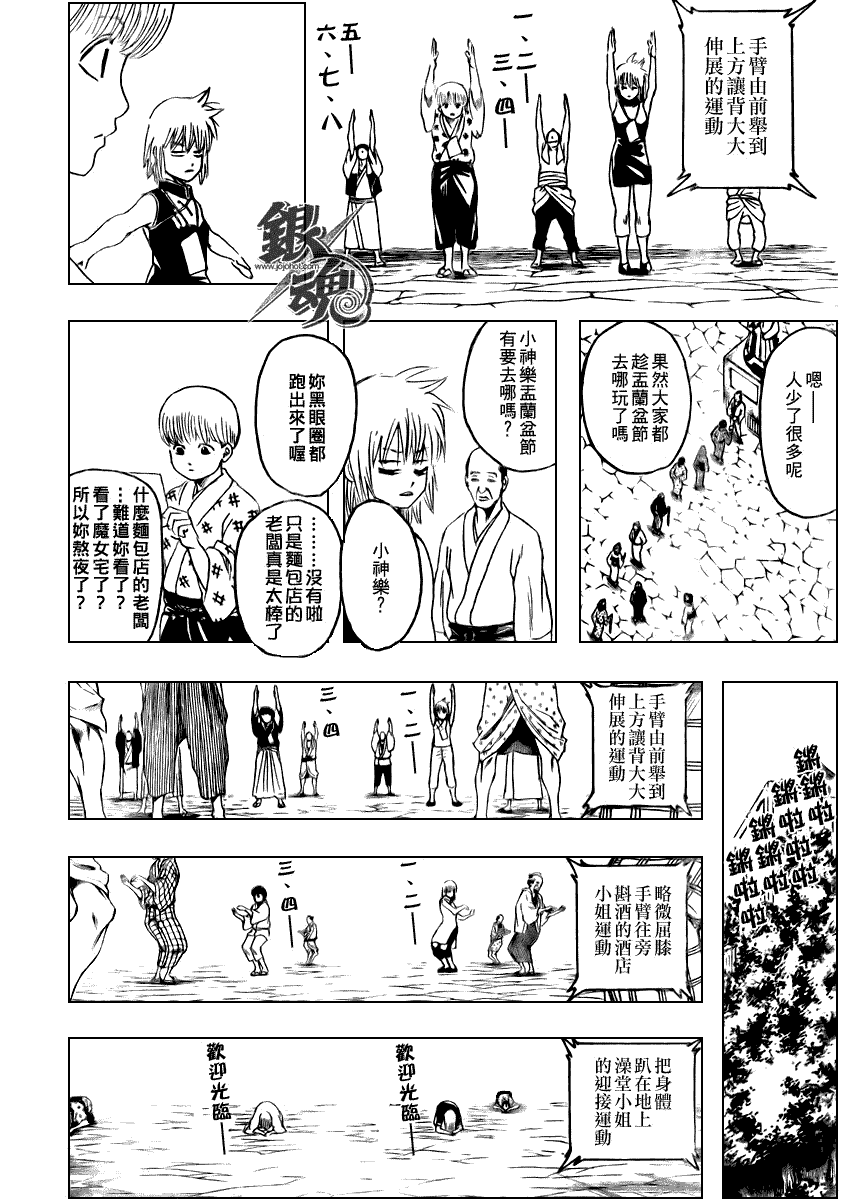 手臂由前舉到
上方讓背大大
伸展的運動
一、二—
三、四—
五—
六、七、八
銀魂
www.jojohot.com
嗯—
人少了很多呢
果然大家都
趁盂蘭盆節
去哪玩了嗎
小神樂盂蘭盆節
有要去哪嗎？
小神樂？
妳黑眼圈都
跑出來了喔
………沒有啦
只是麵包店的
老闆真是太棒了
什麼麵包店的老闆
…難道妳看了？
看了魔女宅了？
所以妳熬夜了？
手臂由前舉到
上方讓背大大
伸展的運動
一、二—
三、四—
略微屈膝
手臂往旁
斟酒的酒店
小姐運動
一、二—
三、四—
把身體
趴在地上
澡堂小姐
的迎接運動
歡迎光臨—
歡迎光臨—